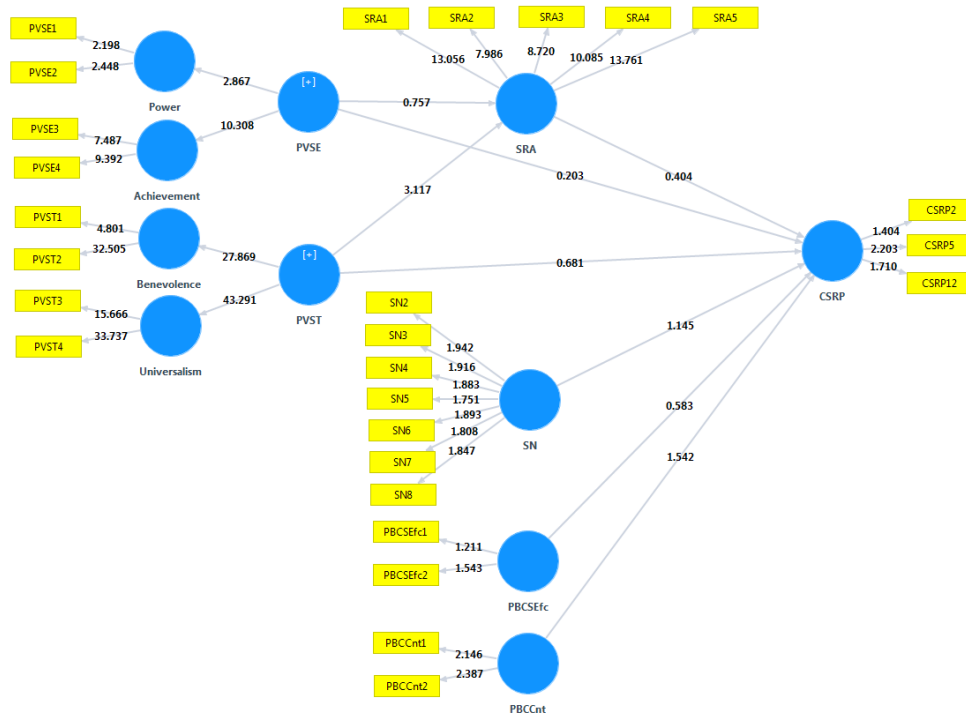 SRA1
SRA2
SRA3
SRA4
SRA5
13.056
7.986
8.720
10.085
13.761
SRA
PVSE1
PVSE2
2.198
2.448
Power
2.867
PVSE3
PVSE4
7.487
9.392
Achievement
10.308
[+]
PVSE
0.757
0.203
0.404
PVST1
PVST2
4.801
32.505
Benevolence
27.869
PVST3
PVST4
15.666
33.737
Universalism
43.291
[+]
PVST
3.117
0.681
CSRP2
CSRP5
CSRP12
1.404
2.203
1.710
CSRP
SN2
SN3
SN4
SN5
SN6
SN7
SN8
1.942
1.916
1.883
1.751
1.893
1.808
1.847
SN
1.145
PBCSEfc1
PBCSEfc2
1.211
1.543
PBCSEfc
0.583
PBCCnt1
PBCCnt2
2.146
2.387
PBCCnt
1.542